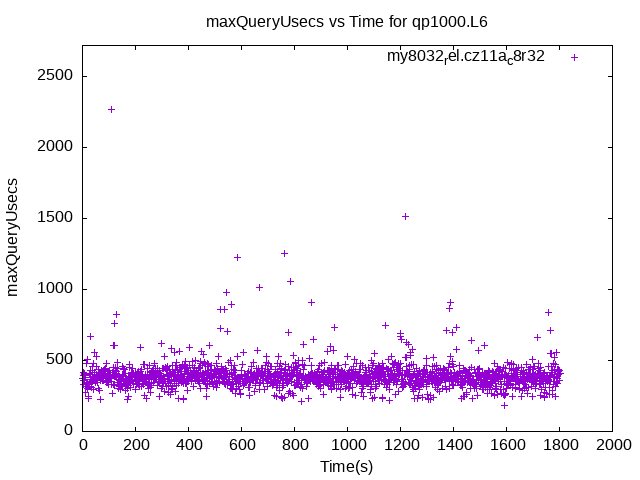 maxQueryUsecs vs Time for qp1000.L6
my8032rel.cz11ac8r32
2500
2000
1500
1000
500
0
maxQueryUsecs
0 200 400 600 800 1000 1200 1400 1600 1800 2000
Time(s)